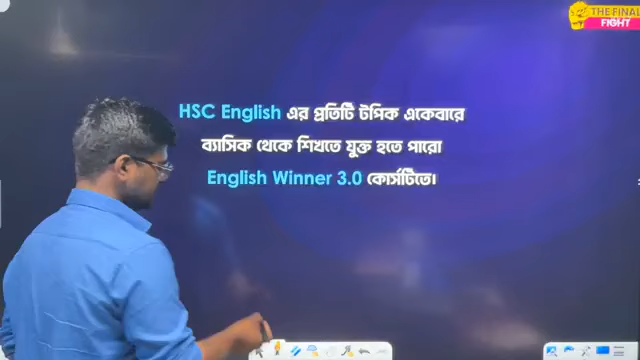 THE FINAL
FIGHT
HSC English এর প্রতিটি টপিক একেবারে
ব্যাসিক থেকে শিখতে যুক্ত হতে পারো
English Winner 3.0 কোর্সটিতে।